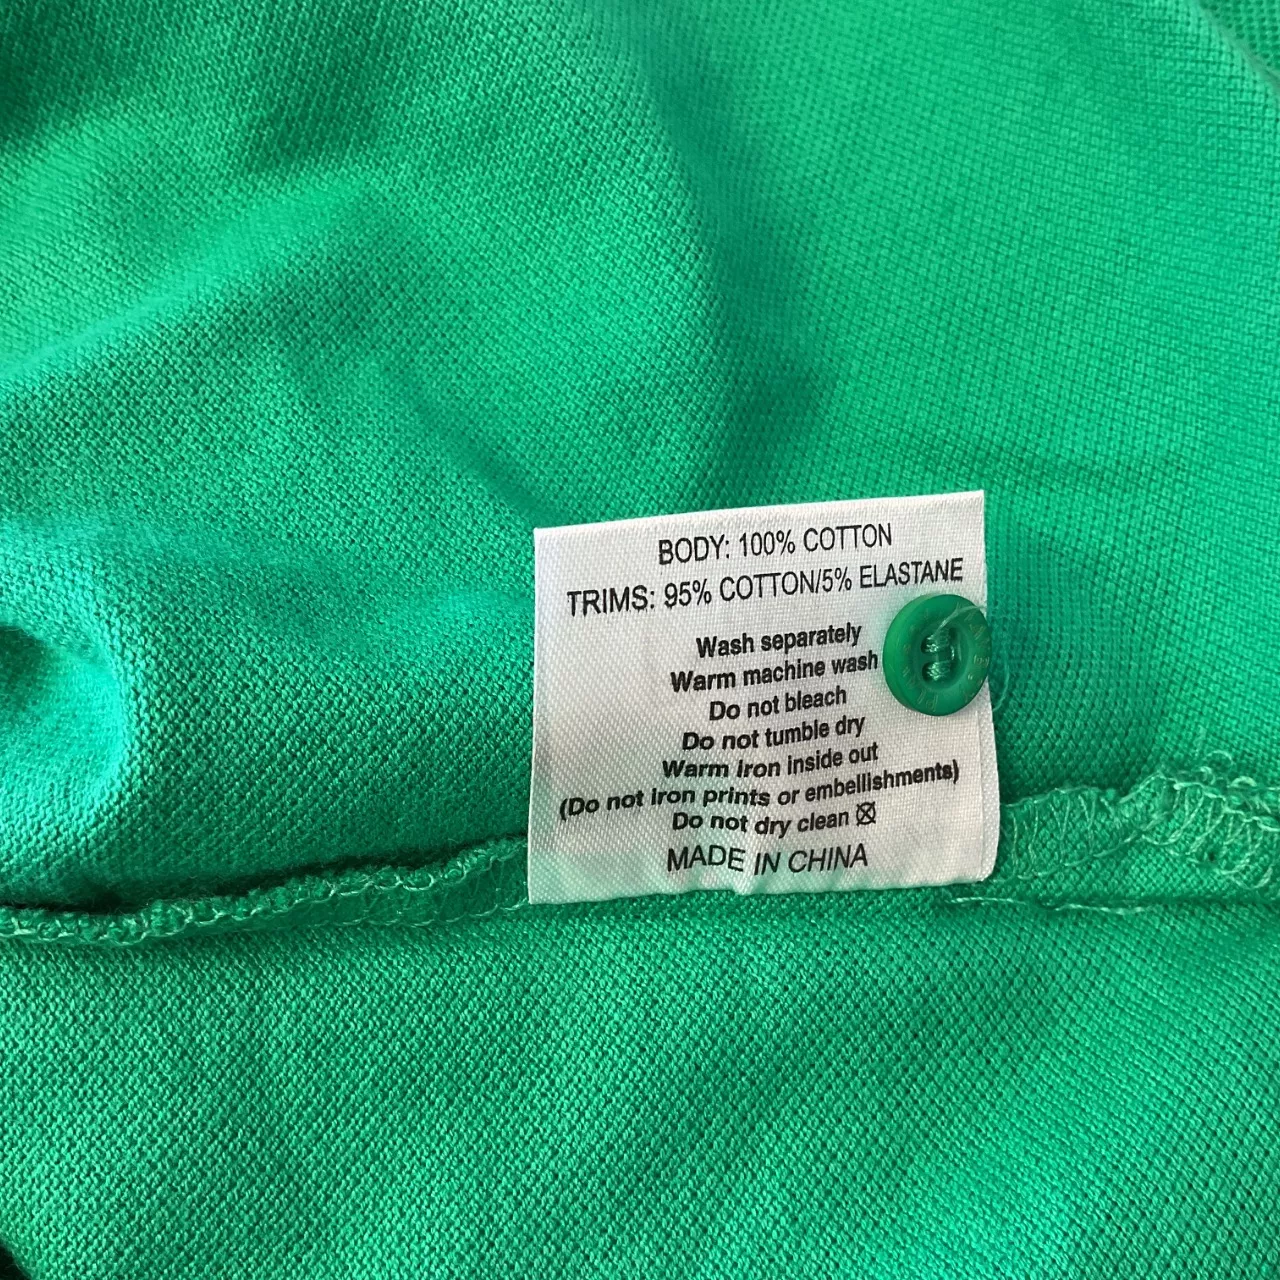 BODY: 100% COTTON
TRIMS: 95% COTTON/5% ELASTANE
Wash separately
Warm machine wash
Do not bleach
Do not tumble dry
Warm iron inside out
(Do not iron prints or embellishments)
Do not dry clean
MADE IN CHINA